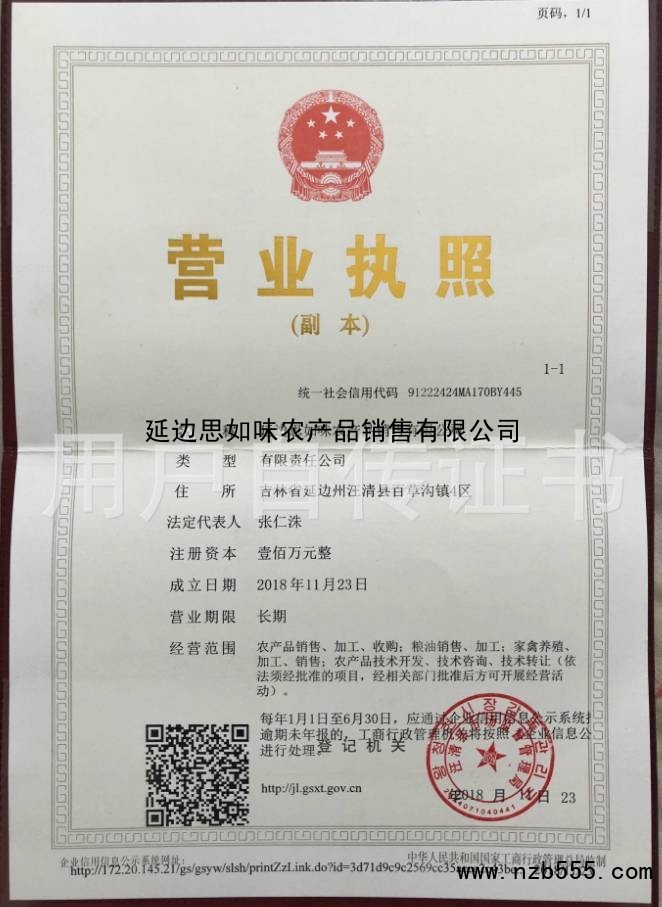 页码，1/1
营业执照
(副 本)
1-1
统一社会信用代码 91222424MA170BY445
延边思如味农产品销售有限公司
类 型 有限责任公司
住 所 吉林省延边州汪清县百草沟镇4区
法定代表人 张仁洙
注册资本 壹佰万元整
成立日期 2018年11月23日
营业期限 长期
经营范围 农产品销售、加工、收购；粮油销售、加工；家禽养殖、
加工、销售；农产品技术开发、技术咨询、技术转让（依
法须经批准的项目，经相关部门批准后方可开展经营活
动）。
每年1月1日至6月30日，应通过企业信用信息公示系统
逾期未年报的，工商行政管理机关将按照《企业信息公
进行处理。
登记机关
http://jl.gsxt.gov.cn
2018 年 11 月 23 日
企业信用信息公示系统网址：
中华人民共和国国家工商行政管理总局监制
http://172.20.145.21/gs/gsyw/slsh/printZzLink.do?id=3d71d9c9c2569cc35a
www.nzb555.com
用户自传证书